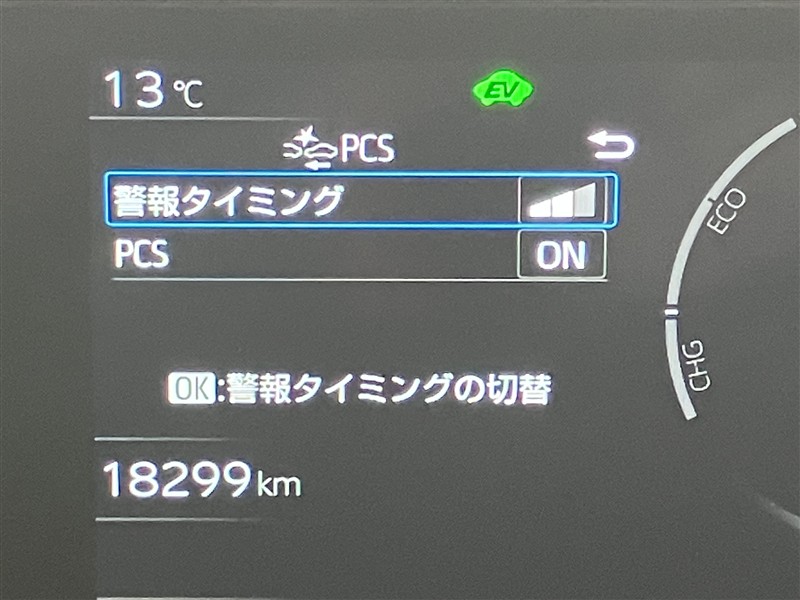 13℃
EV
PCS
警報タイミング
PCS ON
OK:警報タイミングの切替
18299km
ECO
CHG